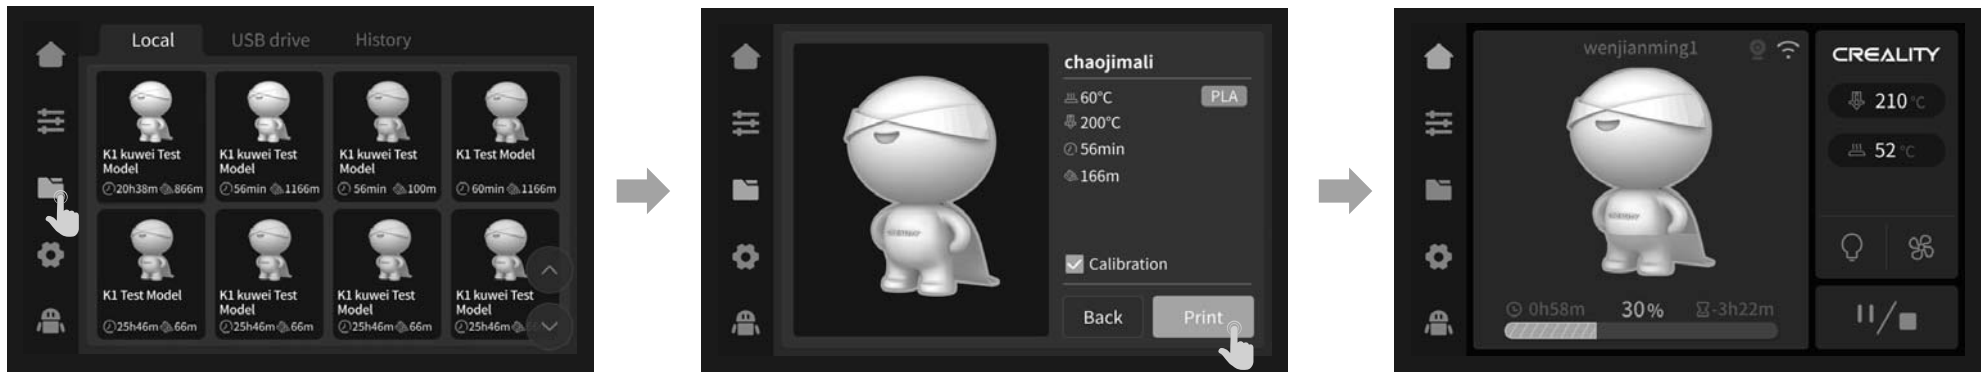 Local USB drive History
K1 kuwei Test
Model
20h38m 866m
K1 kuwei Test
Model
56min 1166m
K1 kuwei Test
Model
56min 100m
K1 Test Model
60min 1166m
K1 Test Model
25h46m 66m
K1 kuwei Test
Model
25h46m 66m
K1 kuwei Test
Model
25h46m 66m
K1 kuwei Test
Model
25h46m
chaojimali
60°C PLA
200°C
56min
166m
Calibration
Back Print
wenjianming1
0h58m 30% -3h22m
CREALITY
210 °C
52 °C